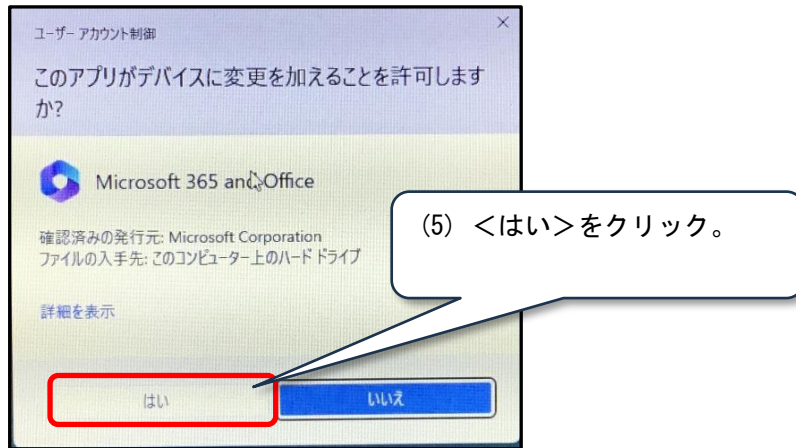 ユーザー アカウント制御
このアプリがデバイスに変更を加えることを許可します
か?
Microsoft 365 and Office
確認済みの発行元: Microsoft Corporation
ファイルの入手先: このコンピューター上のハード ドライブ
詳細を表示
(5) <はい>をクリック。
はい
いいえ